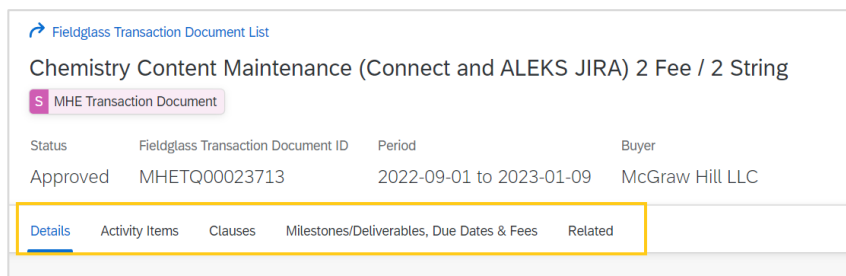 Fieldglass Transaction Document List
Chemistry Content Maintenance (Connect and ALEKS JIRA) 2 Fee / 2 String
S MHE Transaction Document
Status Fieldglass Transaction Document ID Period Buyer
Approved MHETQ00023713 2022-09-01 to 2023-01-09 McGraw Hill LLC
Details Activity Items Clauses Milestones/Deliverables, Due Dates & Fees Related